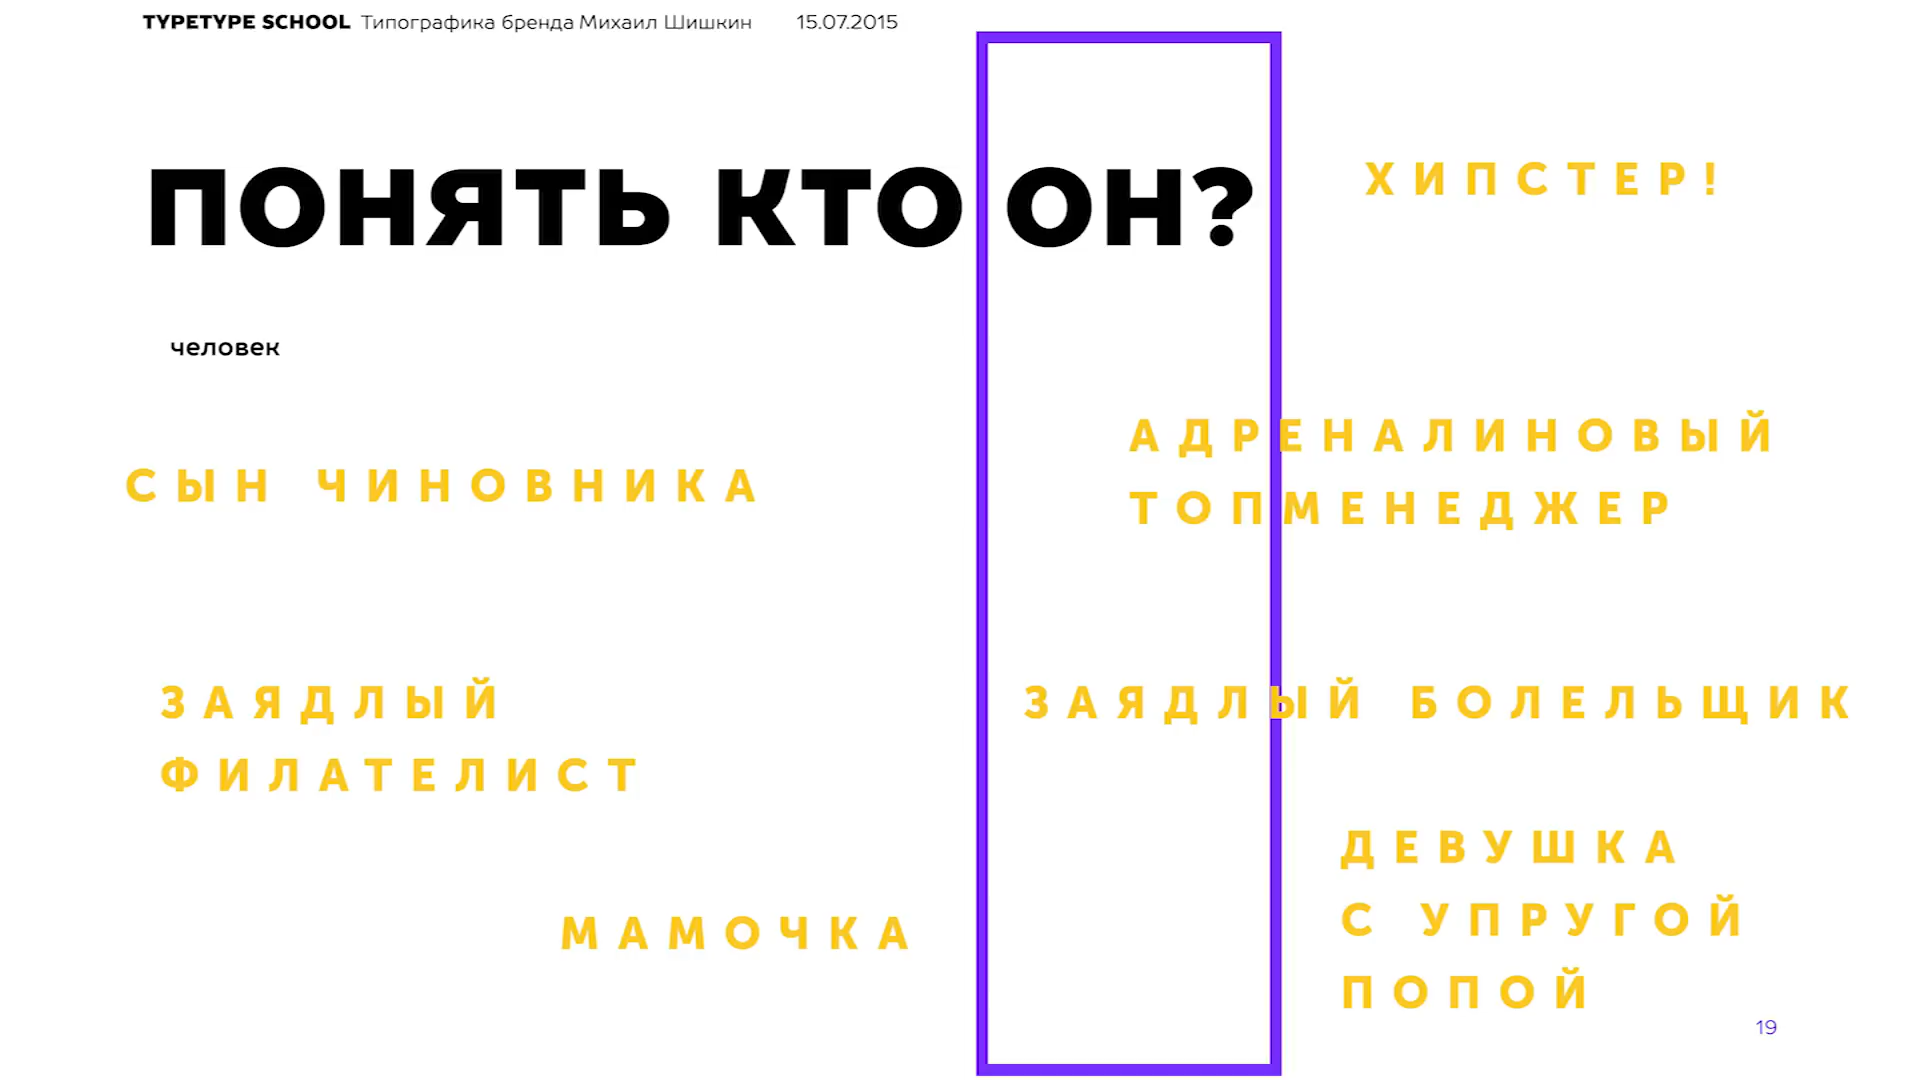 TYPETYPE SCHOOL Типографика бренда Михаил Шишкин 15.07.2015
ПОНЯТЬ КТО ОН?
ХИПСТЕР!
человек
АДРЕНАЛИНОВЫЙ
ТОПМЕНЕДЖЕР
СЫН ЧИНОВНИКА
ЗАЯДЛЫЙ
ФИЛАТЕЛИСТ
ЗАЯДЛЫЙ БОЛЕЛЬЩИК
МАМОЧКА
ДЕВУШКА
С УПРУГОЙ
ПОПОЙ
19